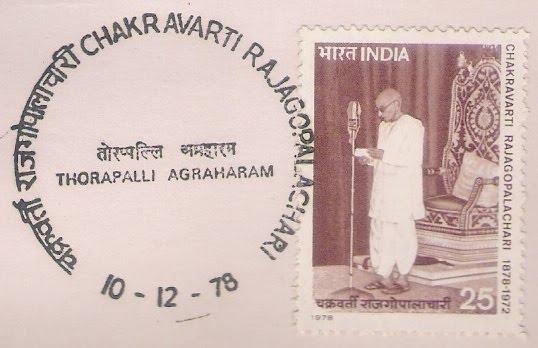 चक्रवर्ती राजगोपालाचारी CHAKRAVARTI RAJAGOPALACHARI
तोरप्पल्लि अग्रहारम
THORAPALLI AGRAHARAM
10-12-78
भारत INDIA
CHAKRAVARTI RAJAGOPALACHARI 1878-1972
चक्रवर्ती राजगोपालाचारी 25
1978